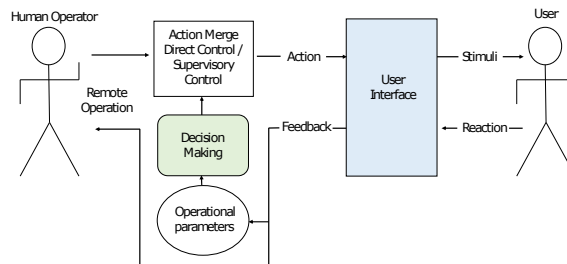 Human Operator
User
Action Merge
Direct Control /
Supervisory
Control
Action
User
Interface
Stimuli
Remote
Operation
Decision
Making
Feedback
Reaction
Operational
parameters